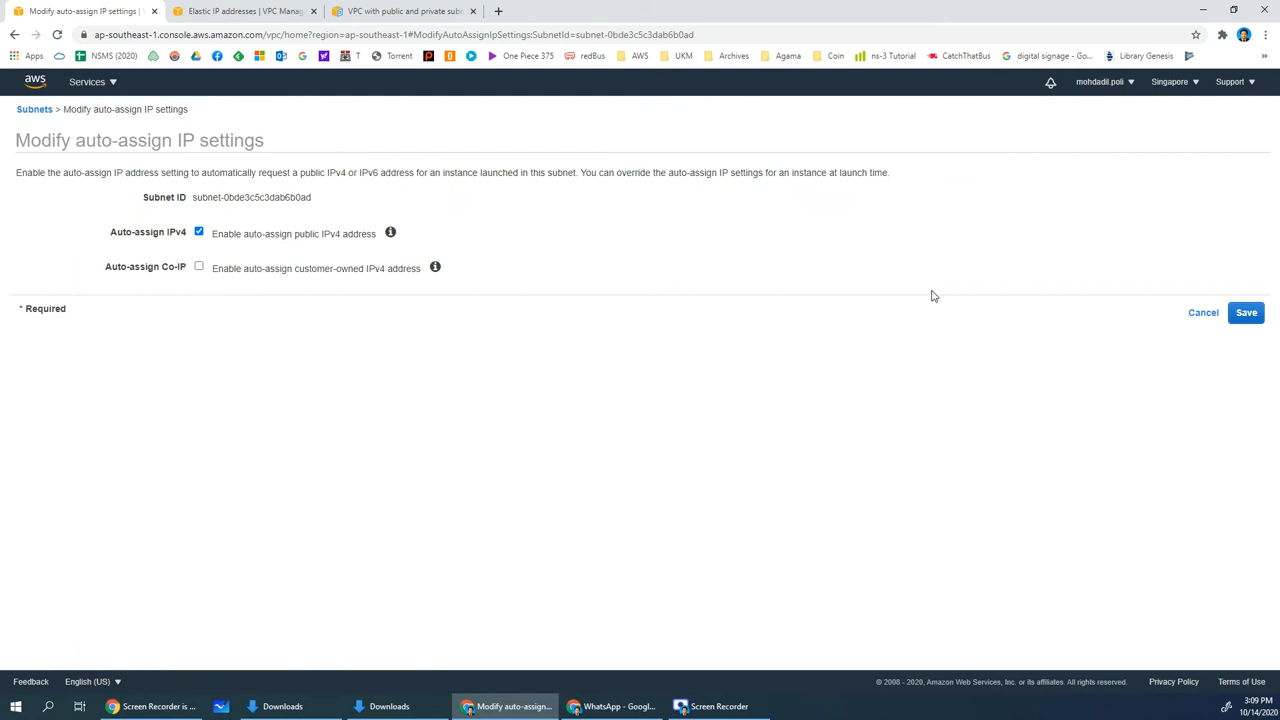 Modify auto-assign IP settings |
Elastic IP addresses | VPC Manag
VPC with public and private subn
ap-southeast-1.console.aws.amazon.com/vpc/home?region=ap-southeast-1#ModifyAutoAssignIpSettings:SubnetId=subnet-0bde3c5c3dab6b0ad
Apps NSMS (2020) T Torrent One Piece 375 redBus AWS UKM Archives Agama Coin ns-3 Tutorial CatchThatBus digital signage - Go... Library Genesis »
aws Services mohdadil.poli Singapore Support
Subnets > Modify auto-assign IP settings
Modify auto-assign IP settings
Enable the auto-assign IP address setting to automatically request a public IPv4 or IPv6 address for an instance launched in this subnet. You can override the auto-assign IP settings for an instance at launch time.
Subnet ID subnet-0bde3c5c3dab6b0ad
Auto-assign IPv4 Enable auto-assign public IPv4 address
Auto-assign Co-IP Enable auto-assign customer-owned IPv4 address
* Required
Cancel Save
Feedback English (US) © 2008 - 2020, Amazon Web Services, Inc. or its affiliates. All rights reserved. Privacy Policy Terms of Use
Screen Recorder is ... Downloads Downloads Modify auto-assign... WhatsApp - Googl... Screen Recorder 3:09 PM
10/14/2020